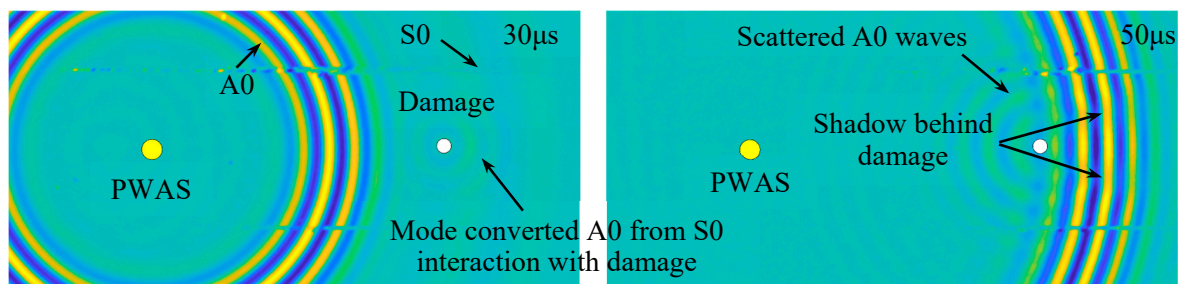 S0
30μs
A0
Damage
PWAS
Mode converted A0 from S0
interaction with damage
Scattered A0 waves
50μs
Shadow behind
damage
PWAS